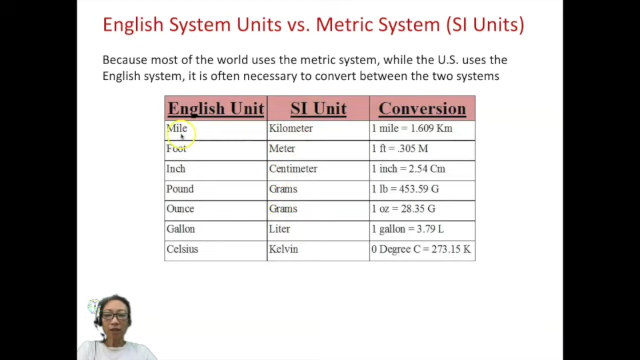 English System Units vs. Metric System (SI Units)
Because most of the world uses the metric system, while the U.S. uses the
English system, it is often necessary to convert between the two systems
English Unit SI Unit Conversion
Mile Kilometer 1 mile = 1.609 Km
Foot Meter 1 ft = .305 M
Inch Centimeter 1 inch = 2.54 Cm
Pound Grams 1 lb = 453.59 G
Ounce Grams 1 oz = 28.35 G
Gallon Liter 1 gallon = 3.79 L
Celsius Kelvin 0 Degree C = 273.15 K